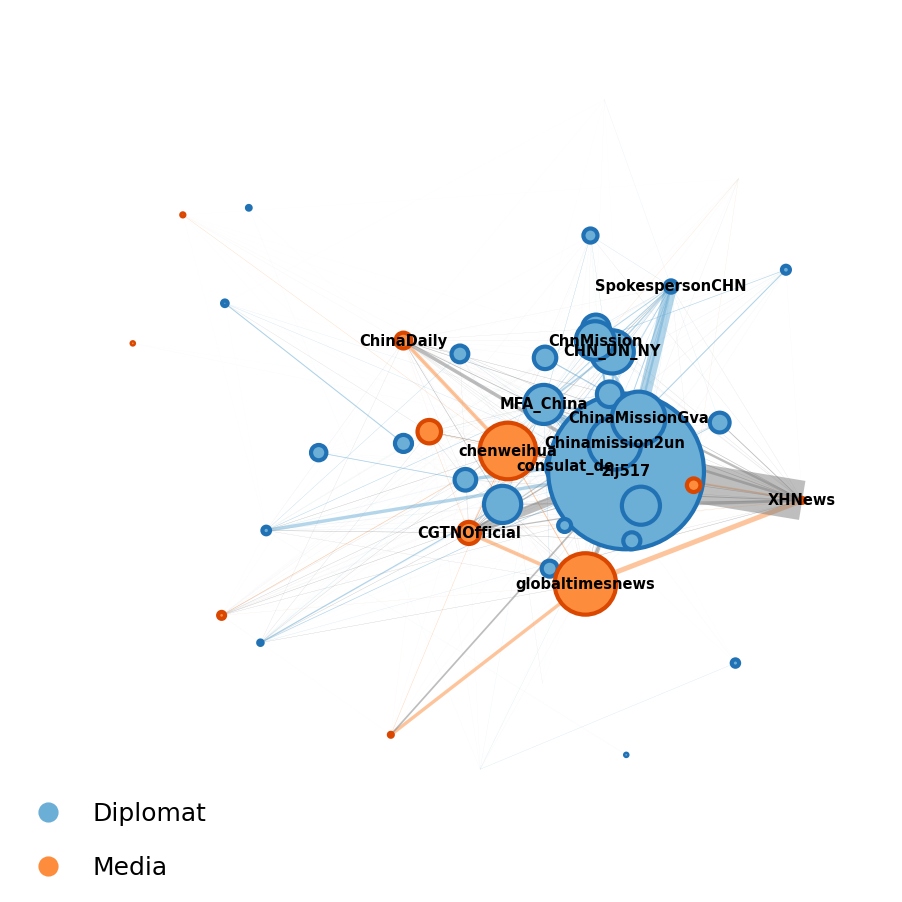 SpokespersonCHN
ChinaDaily
ChnMission
CHN_UN_NY
MFA_China
ChinaMissionGva
Chinamission2un
chenweihua
consulat_de
zlj517
XHNews
CGTNOfficial
globaltimesnews
Diplomat
Media